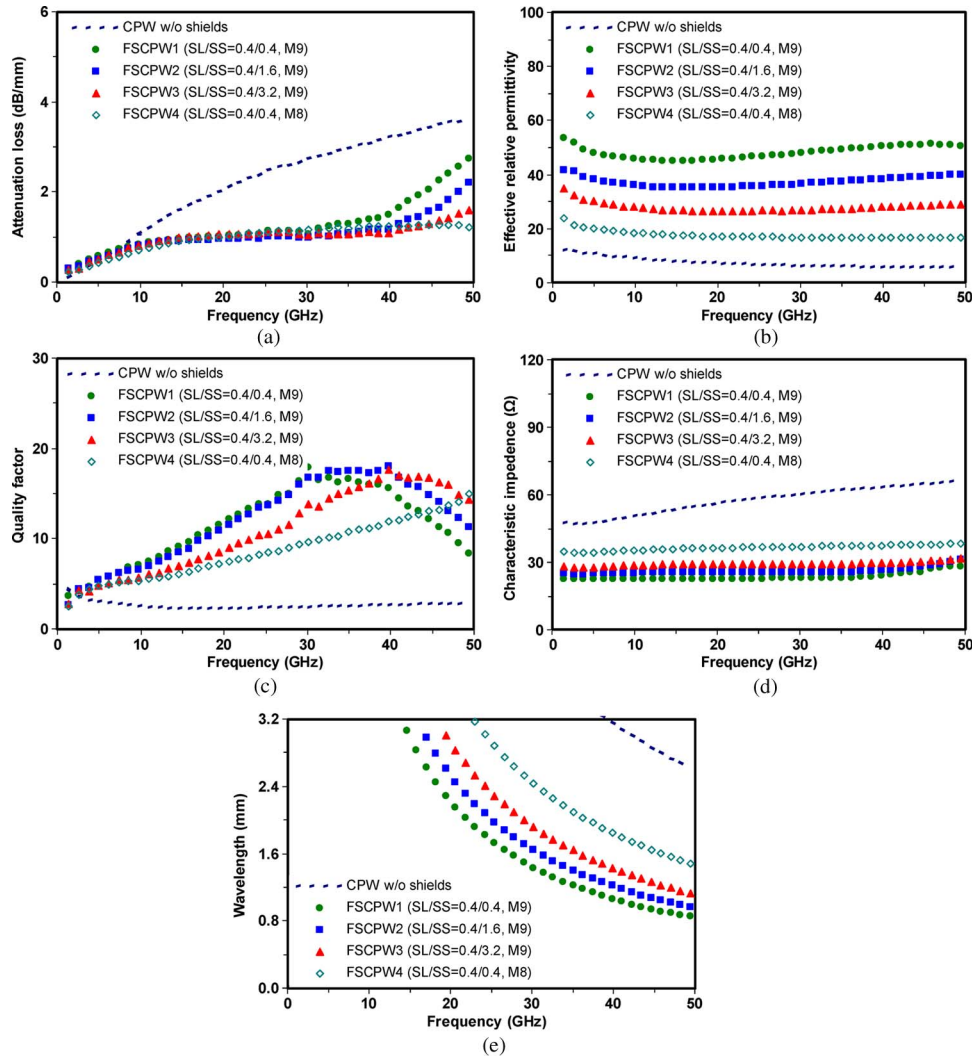 CPW w/o shields
FSCPW1 (SL/SS=0.4/0.4, M9)
FSCPW2 (SL/SS=0.4/1.6, M9)
FSCPW3 (SL/SS=0.4/3.2, M9)
FSCPW4 (SL/SS=0.4/0.4, M8)
Attenuation loss (dB/mm)
6
4
2
0
0 10 20 30 40 50
Frequency (GHz)
(a)
CPW w/o shields
FSCPW1 (SL/SS=0.4/0.4, M9)
FSCPW2 (SL/SS=0.4/1.6, M9)
FSCPW3 (SL/SS=0.4/3.2, M9)
FSCPW4 (SL/SS=0.4/0.4, M8)
Effective relative permittivity
100
80
60
40
20
0
0 10 20 30 40 50
Frequency (GHz)
(b)
CPW w/o shields
FSCPW1 (SL/SS=0.4/0.4, M9)
FSCPW2 (SL/SS=0.4/1.6, M9)
FSCPW3 (SL/SS=0.4/3.2, M9)
FSCPW4 (SL/SS=0.4/0.4, M8)
Quality factor
30
20
10
0
0 10 20 30 40 50
Frequency (GHz)
(c)
CPW w/o shields
FSCPW1 (SL/SS=0.4/0.4, M9)
FSCPW2 (SL/SS=0.4/1.6, M9)
FSCPW3 (SL/SS=0.4/3.2, M9)
FSCPW4 (SL/SS=0.4/0.4, M8)
Characteristic impedence (Ω)
120
90
60
30
0
0 10 20 30 40 50
Frequency (GHz)
(d)
Wavelength (mm)
3.2
2.4
1.6
0.8
0.0
CPW w/o shields
FSCPW1 (SL/SS=0.4/0.4, M9)
FSCPW2 (SL/SS=0.4/1.6, M9)
FSCPW3 (SL/SS=0.4/3.2, M9)
FSCPW4 (SL/SS=0.4/0.4, M8)
0 10 20 30 40 50
Frequency (GHz)
(e)